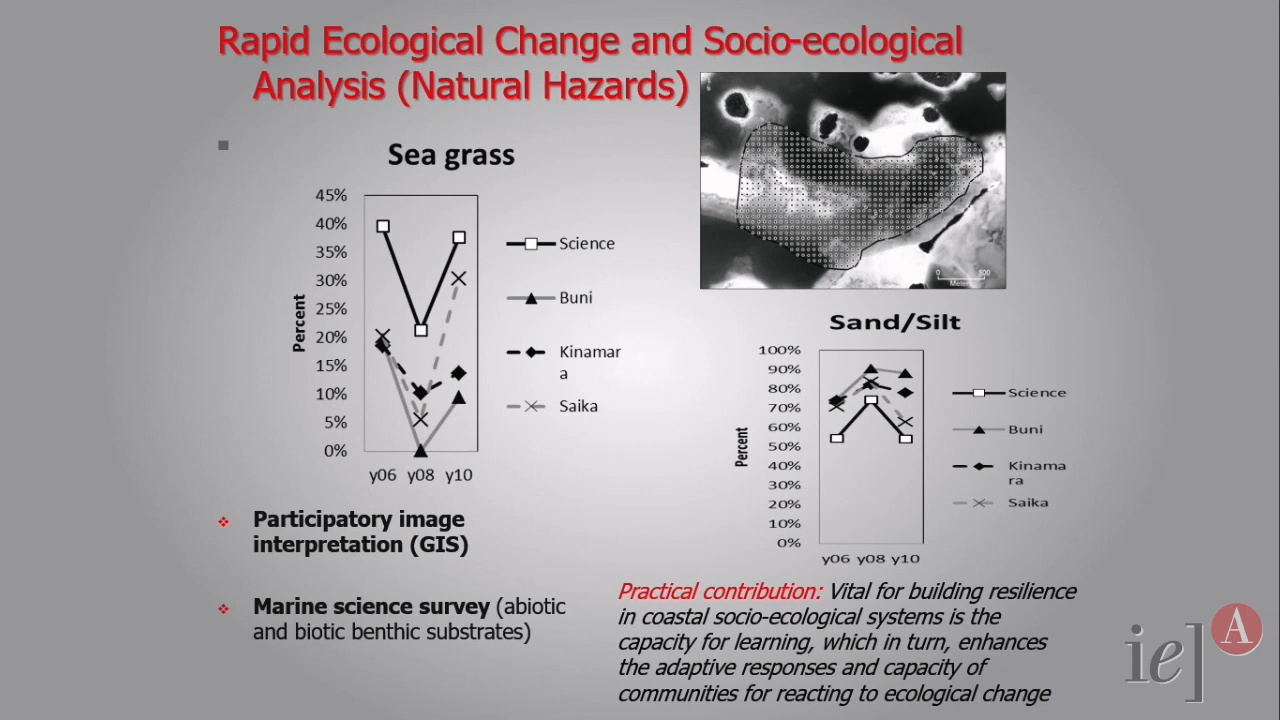 Rapid Ecological Change and Socio-ecological
Analysis (Natural Hazards)
Sea grass
45%
40%
35%
30%
25%
20%
15%
10%
5%
0%
Percent
y06 y08 y10
Science
Buni
Kinamar
a
Saika
0 500
Sand/Silt
100%
90%
80%
70%
60%
50%
40%
30%
20%
10%
0%
Percent
y06 y08 y10
Science
Buni
Kinama
ra
Saika
Participatory image
interpretation (GIS)
Marine science survey (abiotic
and biotic benthic substrates)
Practical contribution: Vital for building resilience
in coastal socio-ecological systems is the
capacity for learning, which in turn, enhances
the adaptive responses and capacity of
communities for reacting to ecological change
ie] A